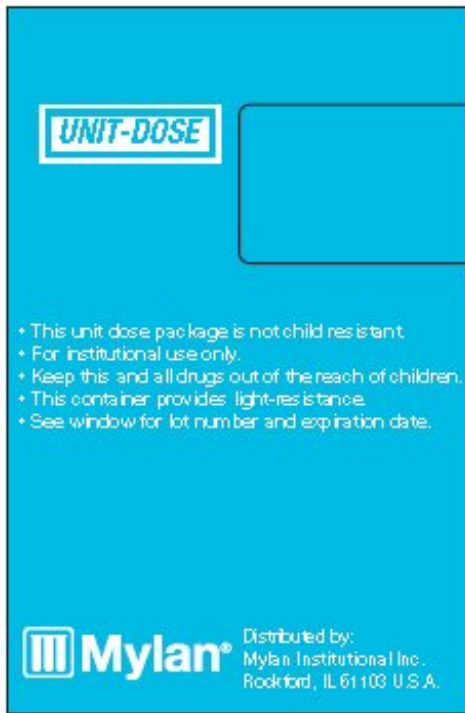 UNIT-DOSE
• This unit dose package is not child resistant.
• For institutional use only.
• Keep this and all drugs out of the reach of children.
• This container provides light-resistance.
• See window for lot number and expiration date.
Mylan®
Distributed by:
Mylan Institutional Inc.
Rockford, IL 61103 U.S.A.